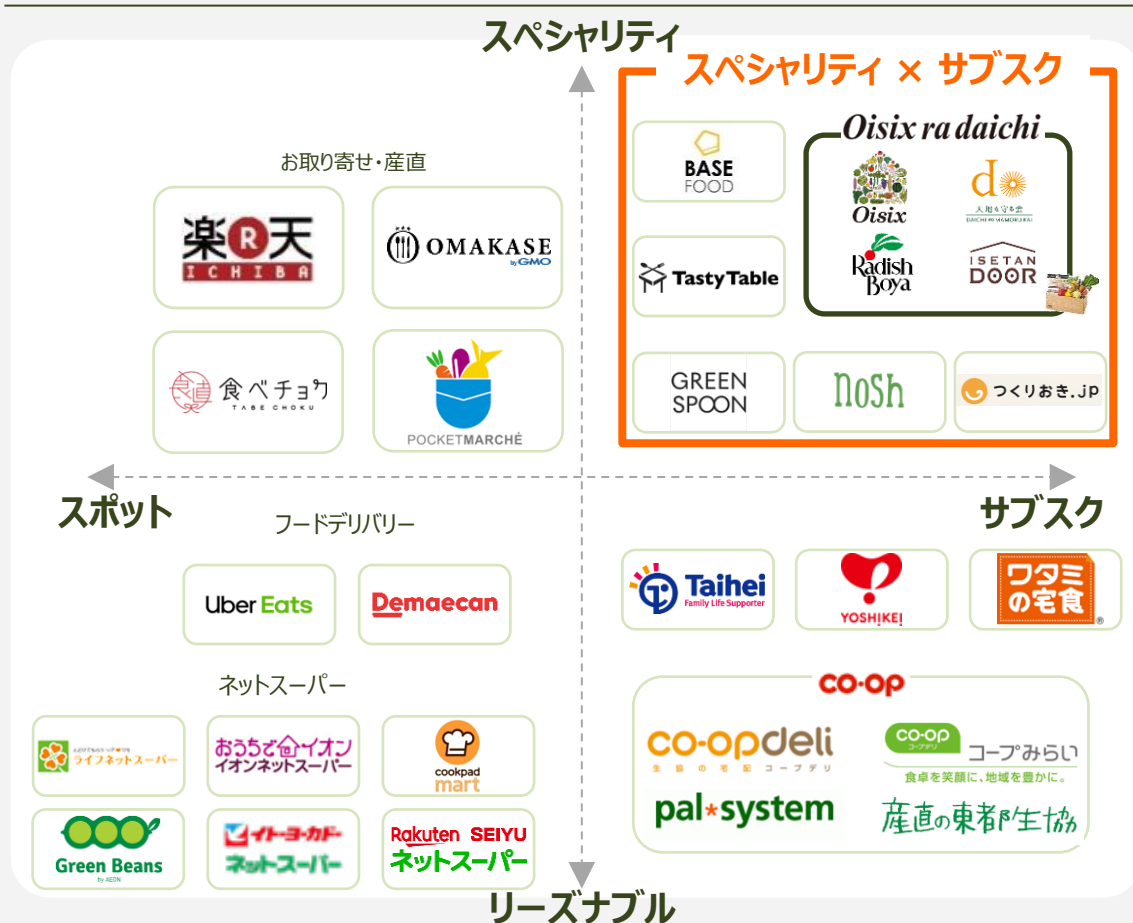 スペシャリティ
スペシャリティ × サブスク
お取り寄せ・産直
楽R天
ICHIBA
OMAKASE
by GMO
食べチョク
TABE CHOKU
POCKETMARCHÉ
BASE
FOOD
Oisix ra daichi
Oisix
do
大地を守る会
DAICHI WO MAMORU KAI
Tasty Table
Radish
Boya
ISETAN
DOOR
GREEN
SPOON
nosh
つくりおき.jp
スポット
サブスク
フードデリバリー
Uber Eats
Demaecan
Taihei
Family Life Supporter
YOSHIKEI
ワタミ
の宅食
®
ネットスーパー
ライフネットスーパー
おうちでイオン
イオンネットスーパー
cookpad
mart
Green Beans
by AEON
イトーヨーカドー
ネットスーパー
Rakuten SEIYU
ネットスーパー
co-op
co-opdeli
生協の宅配 コープデリ
co-op
コープデリ
コープみらい
食卓を笑顔に、地域を豊かに。
pal*system
産直の東都生協
リーズナブル